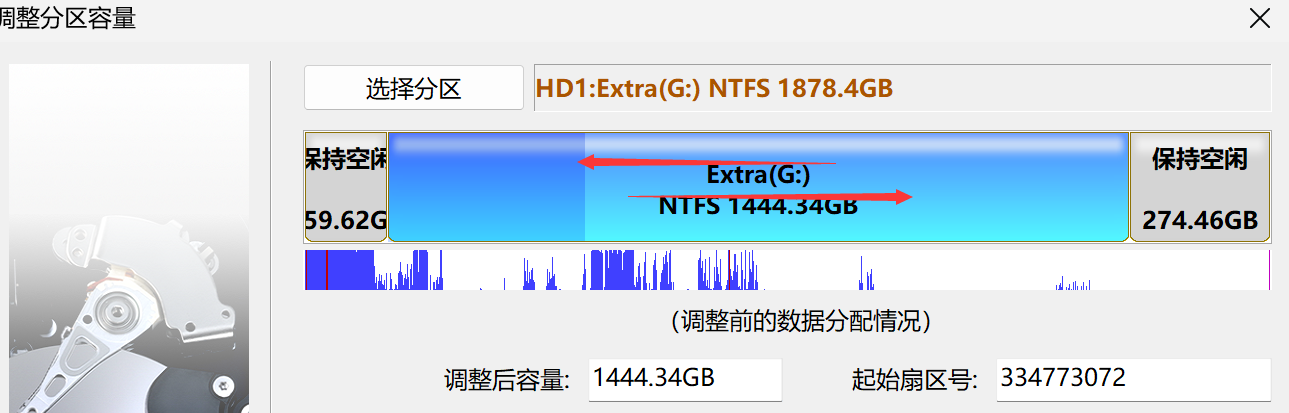 调整分区容量
选择分区
HD1:Extra(G:) NTFS 1878.4GB
保持空闲
59.62G
Extra(G:)
NTFS 1444.34GB
保持空闲
274.46GB
(调整前的数据分配情况)
调整后容量: 1444.34GB
起始扇区号: 334773072